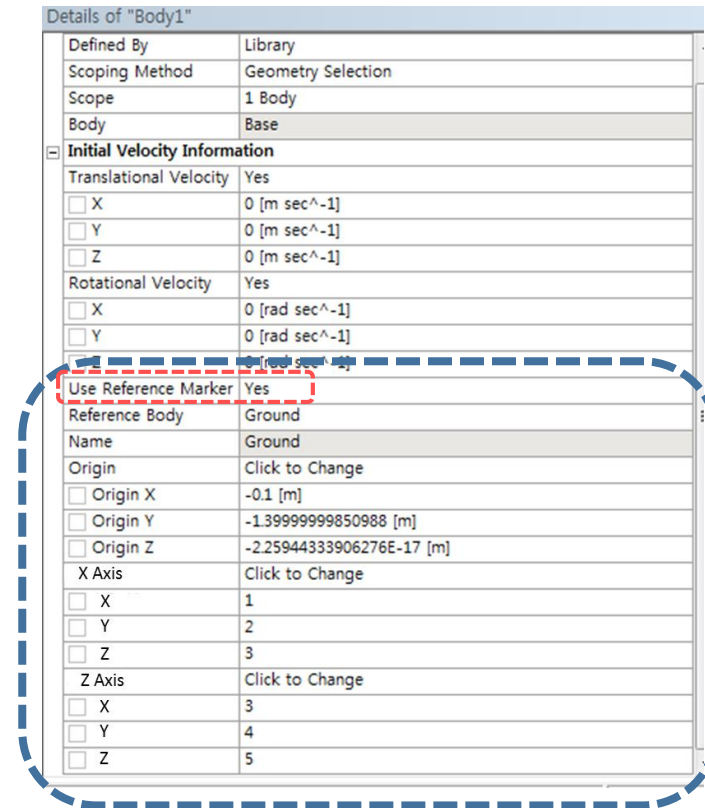 Details of "Body1"
Defined By Library
Scoping Method Geometry Selection
Scope 1 Body
Body Base
Initial Velocity Information
Translational Velocity Yes
X 0 [m sec^-1]
Y 0 [m sec^-1]
Z 0 [m sec^-1]
Rotational Velocity Yes
X 0 [rad sec^-1]
Y 0 [rad sec^-1]
Z 0 [rad sec^-1]
Use Reference Marker Yes
Reference Body Ground
Name Ground
Origin Click to Change
Origin X -0.1 [m]
Origin Y -1.39999999850988 [m]
Origin Z -2.25944333906276E-17 [m]
X Axis Click to Change
X 1
Y 2
Z 3
Z Axis Click to Change
X 3
Y 4
Z 5